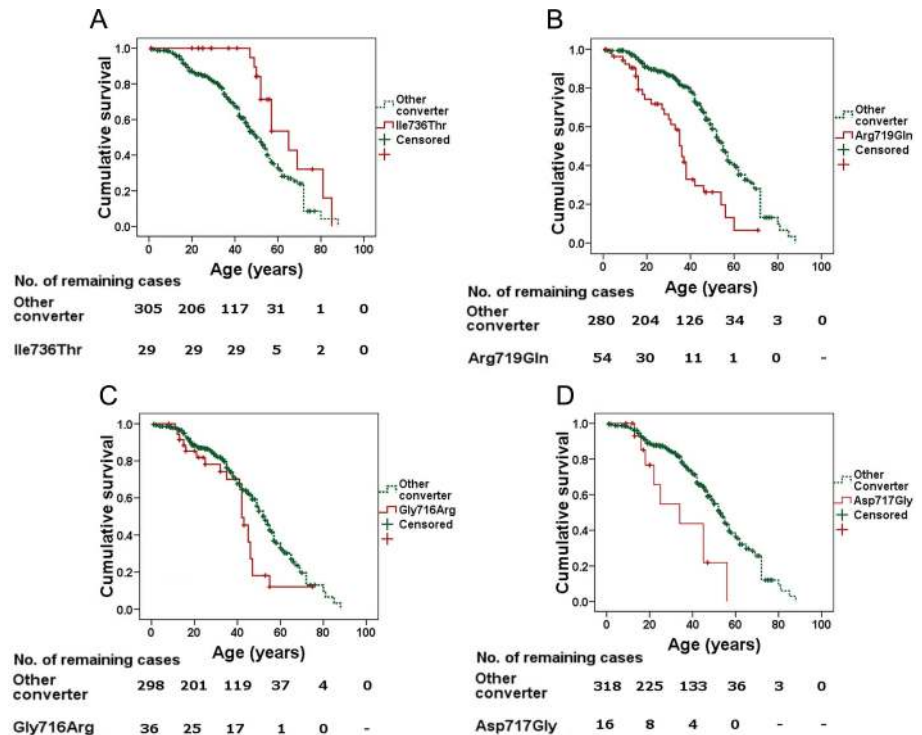 A
Cumulative survival
1.0
0.8
0.6
0.4
0.2
0.0
0 20 40 60 80 100
Age (years)
Other
converter
Ile736Thr
Censored
No. of remaining cases
Other
converter 305 206 117 31 1 0
Ile736Thr 29 29 29 5 2 0
B
Cumulative survival
1.0
0.8
0.6
0.4
0.2
0.0
0 20 40 60 80 100
Age (years)
Other
converter
Arg719Gln
Censored
No. of remaining cases
Other
converter 280 204 126 34 3 0
Arg719Gln 54 30 11 1 0 -
C
Cumulative survival
1.0
0.8
0.6
0.4
0.2
0.0
0 20 40 60 80 100
Age (years)
Other
converter
Gly716Arg
Censored
No. of remaining cases
Other
converter 298 201 119 37 4 0
Gly716Arg 36 25 17 1 0 -
D
Cumulative survival
1.0
0.8
0.6
0.4
0.2
0.0
0 20 40 60 80 100
Age (years)
Other
Converter
Asp717Gly
Censored
No. of remaining cases
Other
converter 318 225 133 36 3 0
Asp717Gly 16 8 4 0 - -